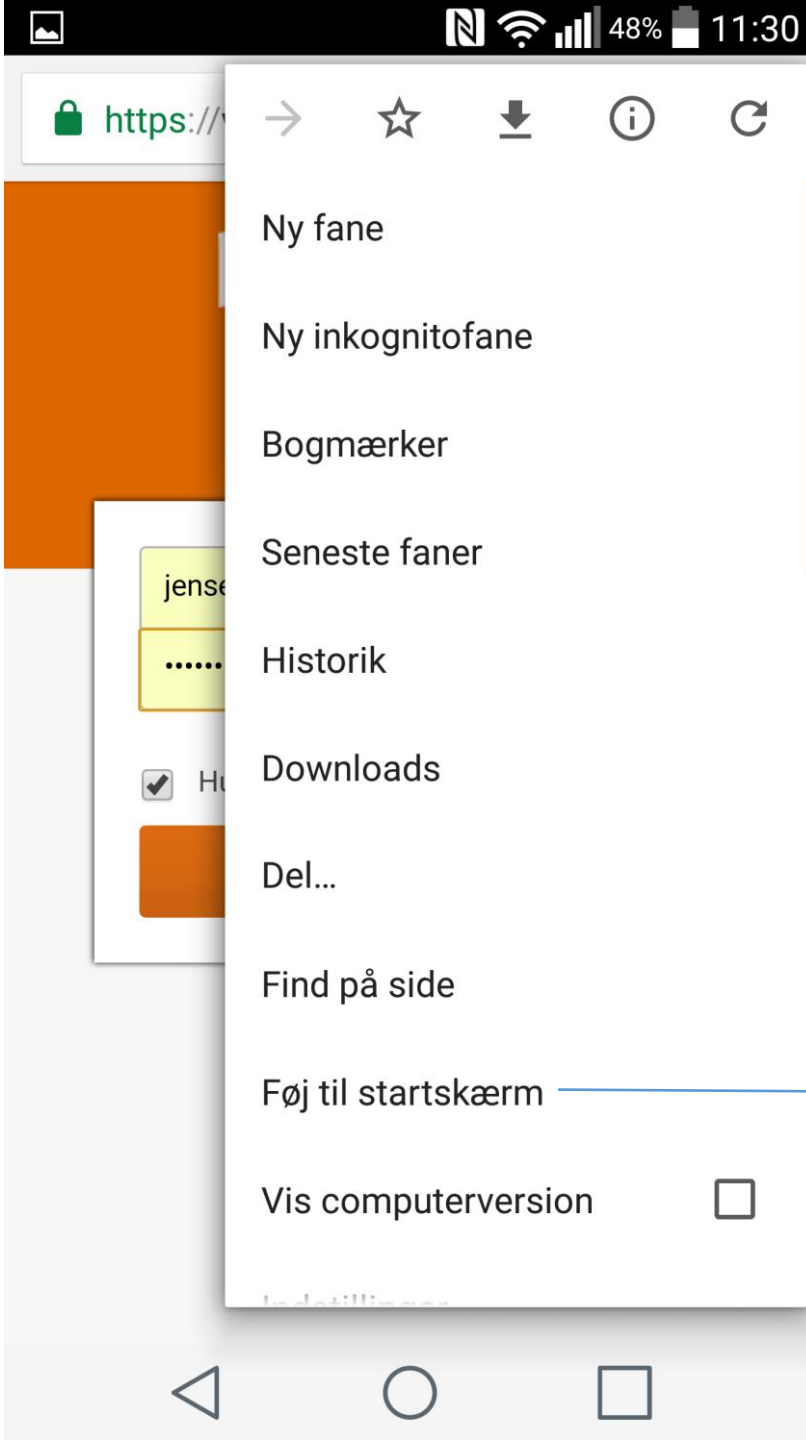 48% 11:30
https://
Ny fane
Ny inkognitofane
Bogmærker
Seneste faner
jense
Historik
Downloads
Hu
Del...
Find på side
Føj til startskærm
Vis computerversion
Indstillinger